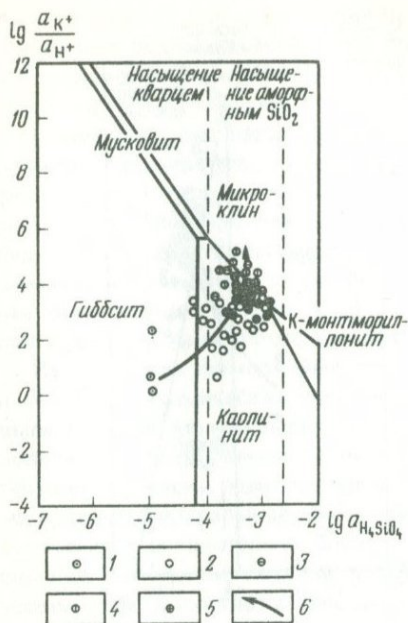 lg a_K+ / a_H+
12
10
8
6
4
2
0
-2
-4
Насыщение кварцем
Насыще-
ние аморф-
ным SiO2
Мусковит
Микро-
клин
Гиббсит
К-монтморил-
лонит
Каоли-
нит
-7
-6
-5
-4
-3
-2
lg a_H4SiO4
1
2
3
4
5
6